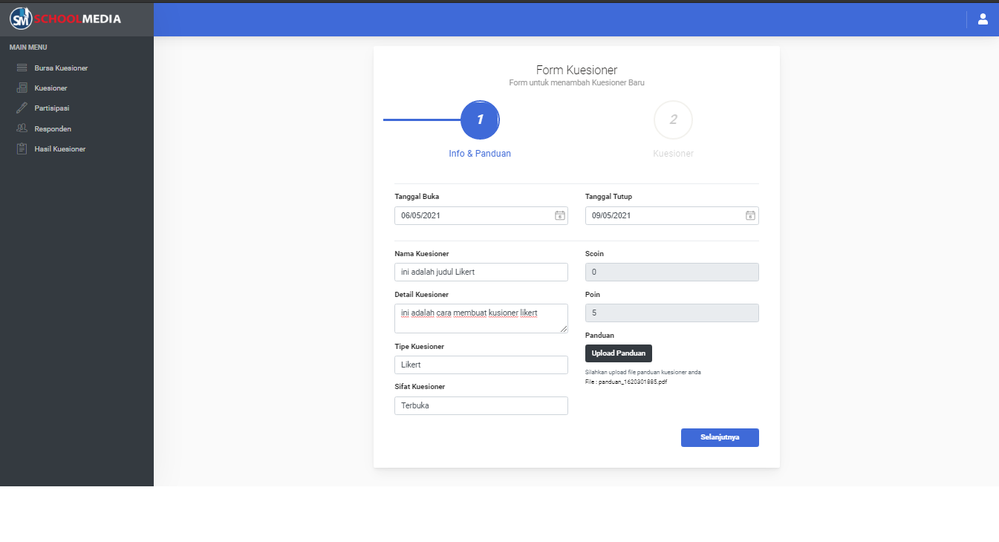 SM SCHOOLMEDIA
MAIN MENU
Bursa Kuesioner
Kuesioner
Partisipasi
Responden
Hasil Kuesioner
Form Kuesioner
Form untuk menambah Kuesioner Baru
1
2
Info & Panduan
Kuesioner
Tanggal Buka
Tanggal Tutup
06/05/2021
09/05/2021
Nama Kuesioner
Scoin
ini adalah judul Likert
0
Detail Kuesioner
Poin
ini adalah cara membuat kusioner likert
5
Panduan
Tipe Kuesioner
Upload Panduan
Likert
Silahkan upload file panduan kuesioner anda
File : panduan_1620301885.pdf
Sifat Kuesioner
Terbuka
Selanjutnya